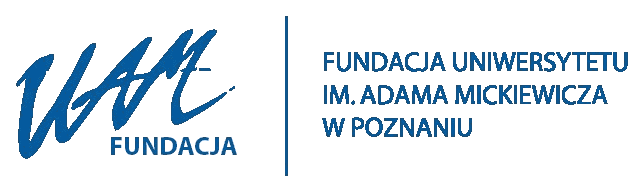 UAM
FUNDACJA
FUNDACJA UNIWERSYTETU
IM. ADAMA MICKIEWICZA
W POZNANIU